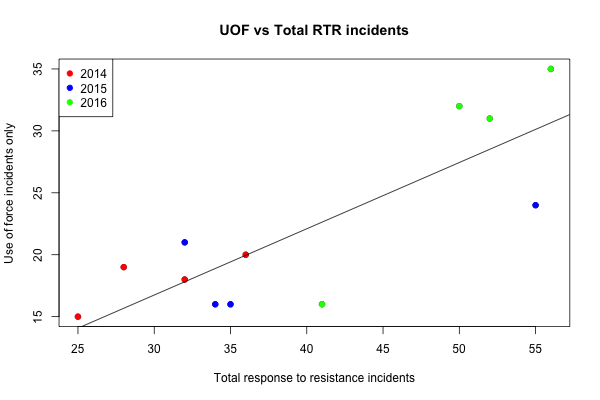 UOF vs Total RTR incidents
2014
2015
2016
Use of force incidents only
35
30
25
20
15
25 30 35 40 45 50 55
Total response to resistance incidents